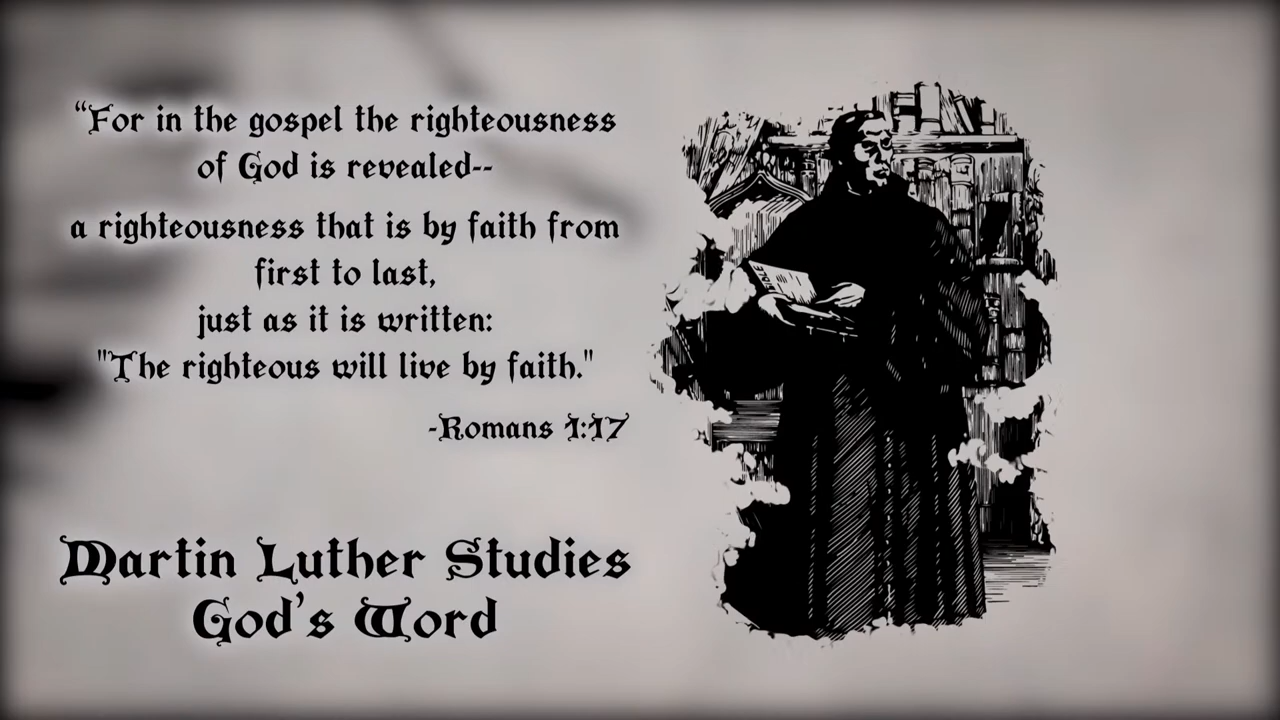 “For in the gospel the righteousness
of God is revealed--
a righteousness that is by faith from
first to last,
just as it is written:
"The righteous will live by faith."
-Romans 1:17
Martin Luther Studies
God's Word